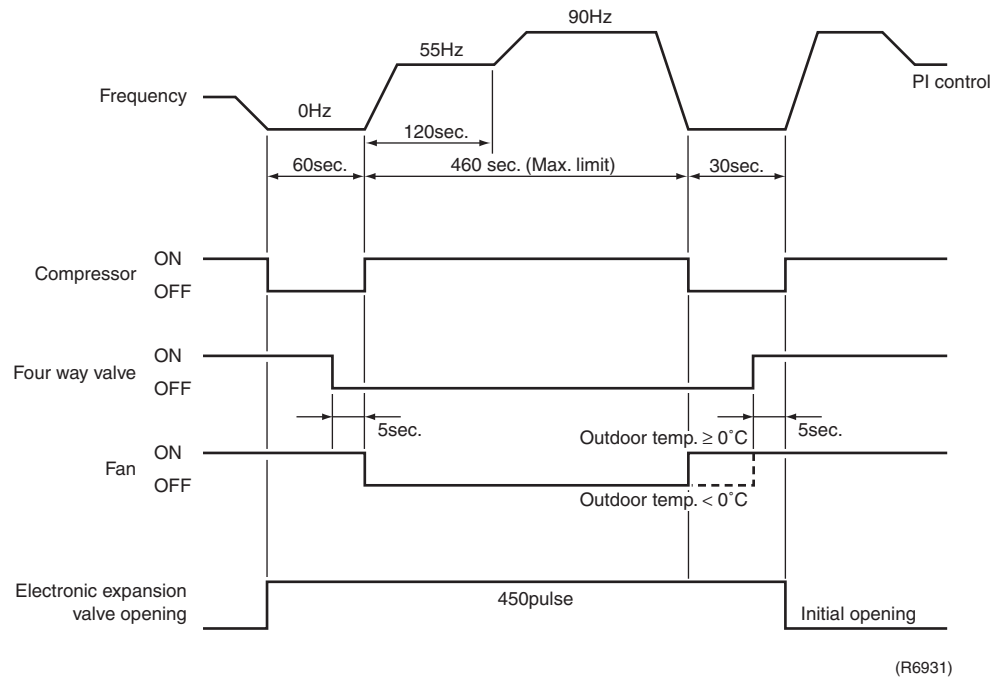 90Hz
55Hz
PI control
Frequency
0Hz
120sec.
60sec.
460 sec. (Max. limit)
30sec.
ON
Compressor
OFF
ON
Four way valve
OFF
5sec.
5sec.
Outdoor temp. ≥ 0˚C
ON
Fan
OFF
Outdoor temp. < 0˚C
Electronic expansion
valve opening
450pulse
Initial opening
(R6931)